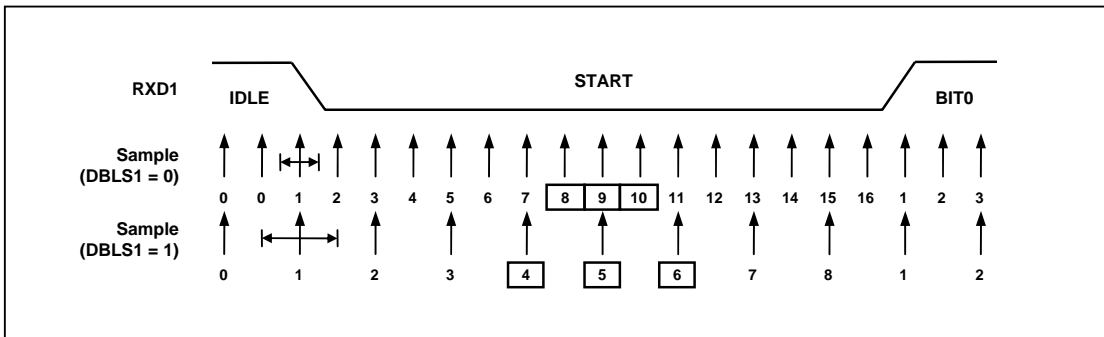 RXD1
IDLE
START
BIT0
Sample
(DBLS1 = 0)
0 0 1 2 3 4 5 6 7 8 9 10 11 12 13 14 15 16 1 2 3
Sample
(DBLS1 = 1)
0 1 2 3 4 5 6 7 8 1 2